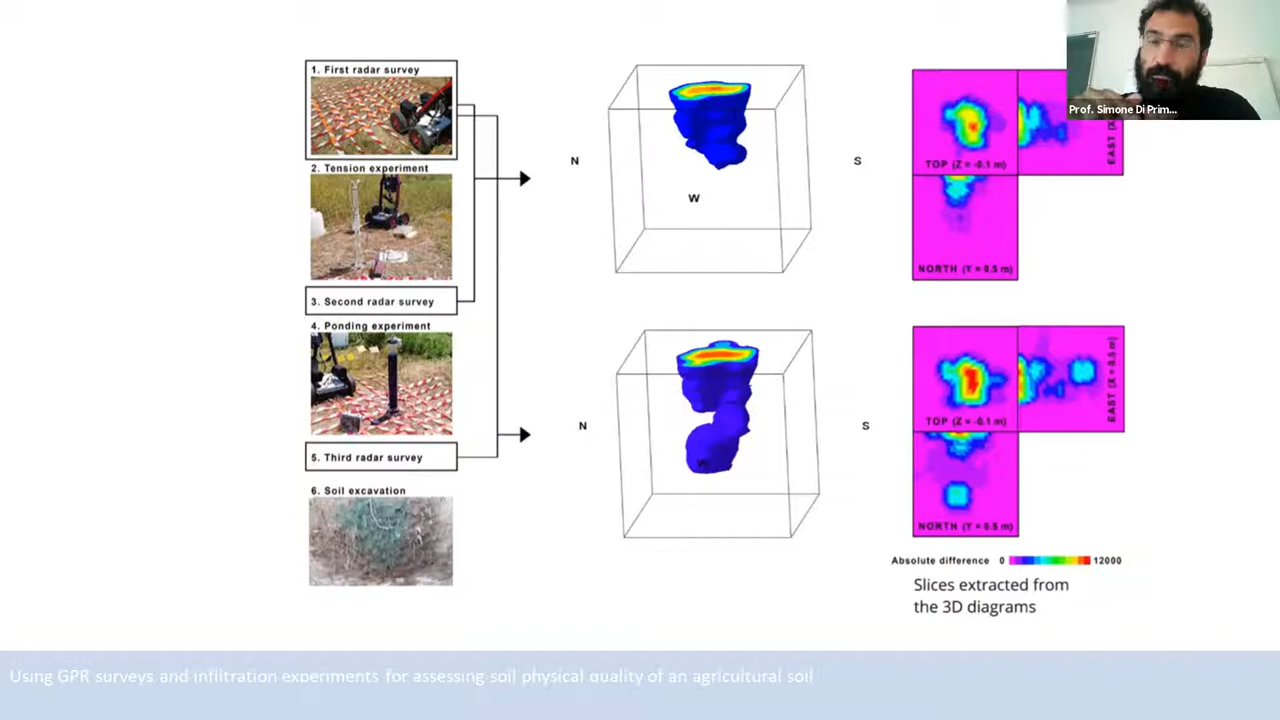 1. First radar survey
2. Tension experiment
3. Second radar survey
4. Ponding experiment
5. Third radar survey
6. Soil excavation
N
W
S
N
W
S
TOP (Z = -0.1 m)
EAST (X
NORTH (Y = 0.5 m)
TOP (Z = -0.1 m)
EAST (X = 0.5 m)
NORTH (Y = 0.5 m)
Absolute difference 0 12000
Slices extracted from
the 3D diagrams
Prof. Simone Di Prim...
Using GPR surveys and infiltration experiments for assessing soil physical quality of an agricultural soil